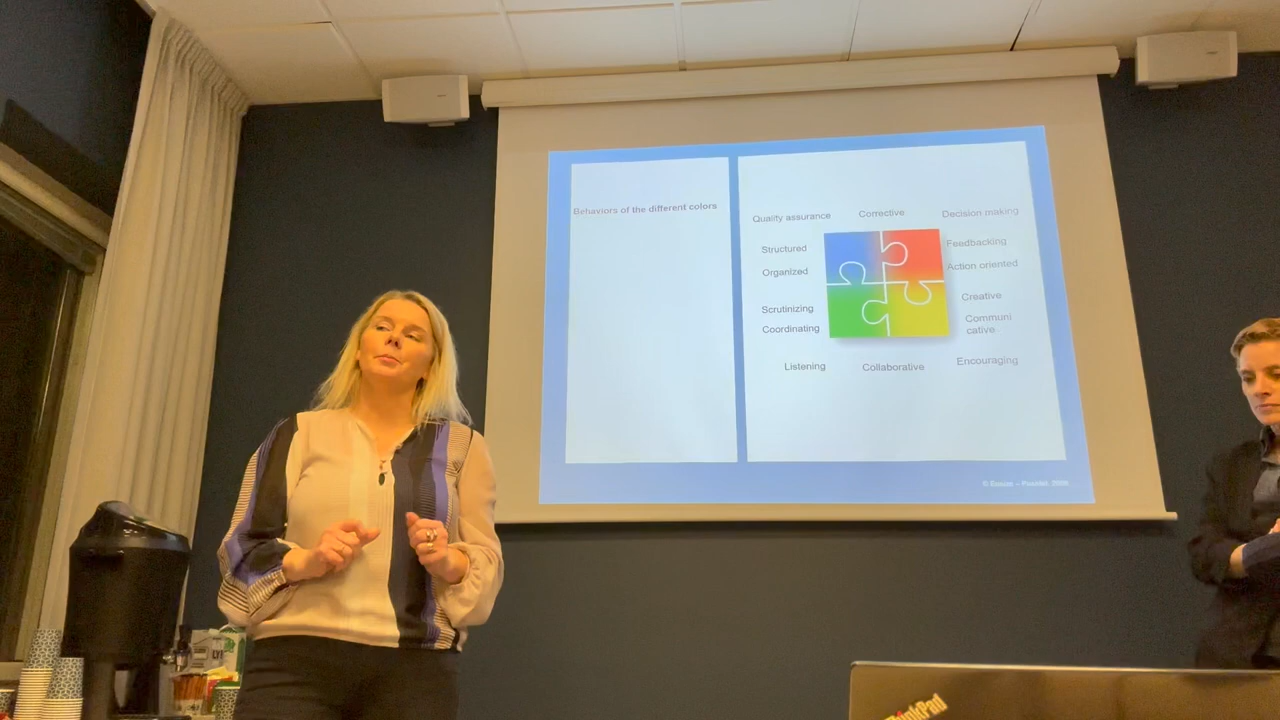 Behaviors of the different colors
Quality assurance
Corrective
Decision making
Structured
Feedbacking
Organized
Action oriented
Scrutinizing
Creative
Coordinating
Communi
cative
Listening
Collaborative
Encouraging
ThinkPad